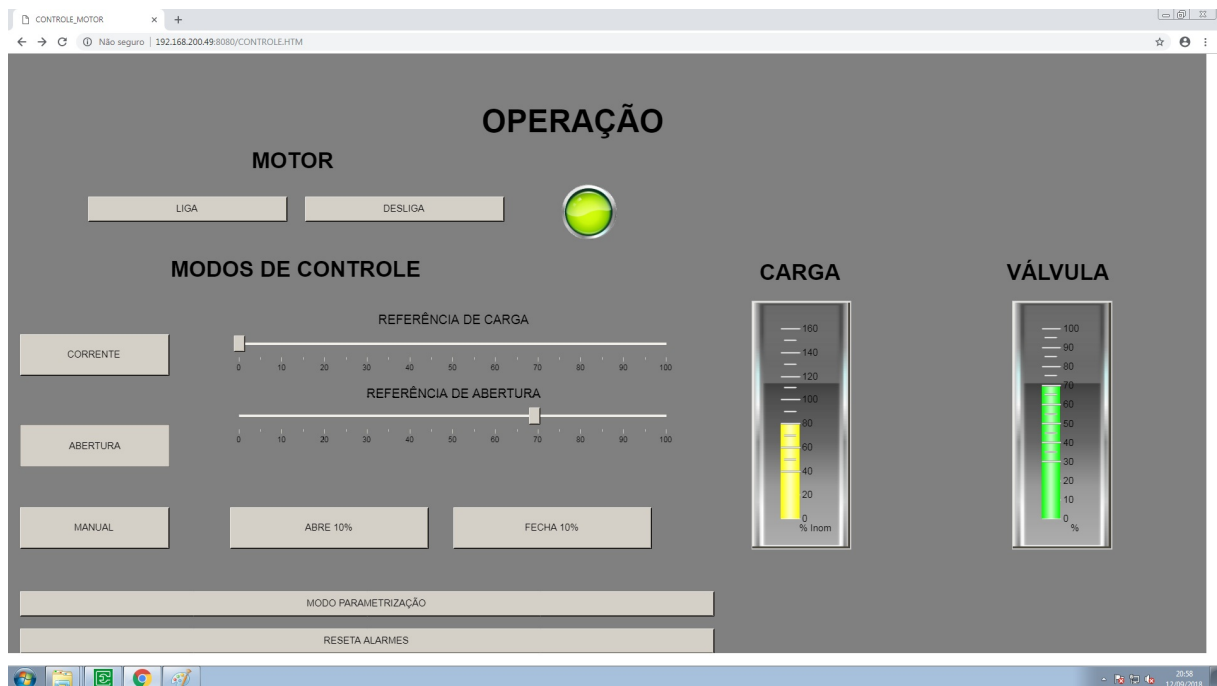 CONTROLE_MOTOR
Não seguro | 192.168.200.49:8080/CONTROLE.HTM
OPERAÇÃO
MOTOR
LIGA DESLIGA
MODOS DE CONTROLE
CARGA
VÁLVULA
REFERÊNCIA DE CARGA
CORRENTE
0 10 20 30 40 50 60 70 80 90 100
REFERÊNCIA DE ABERTURA
ABERTURA
0 10 20 30 40 50 60 70 80 90 100
MANUAL
ABRE 10%
FECHA 10%
160
140
120
100
80
60
40
20
0
% Inom
100
90
80
70
60
50
40
30
20
10
0
%
MODO PARAMETRIZAÇÃO
RESETA ALARMES
20:58
12/09/2018